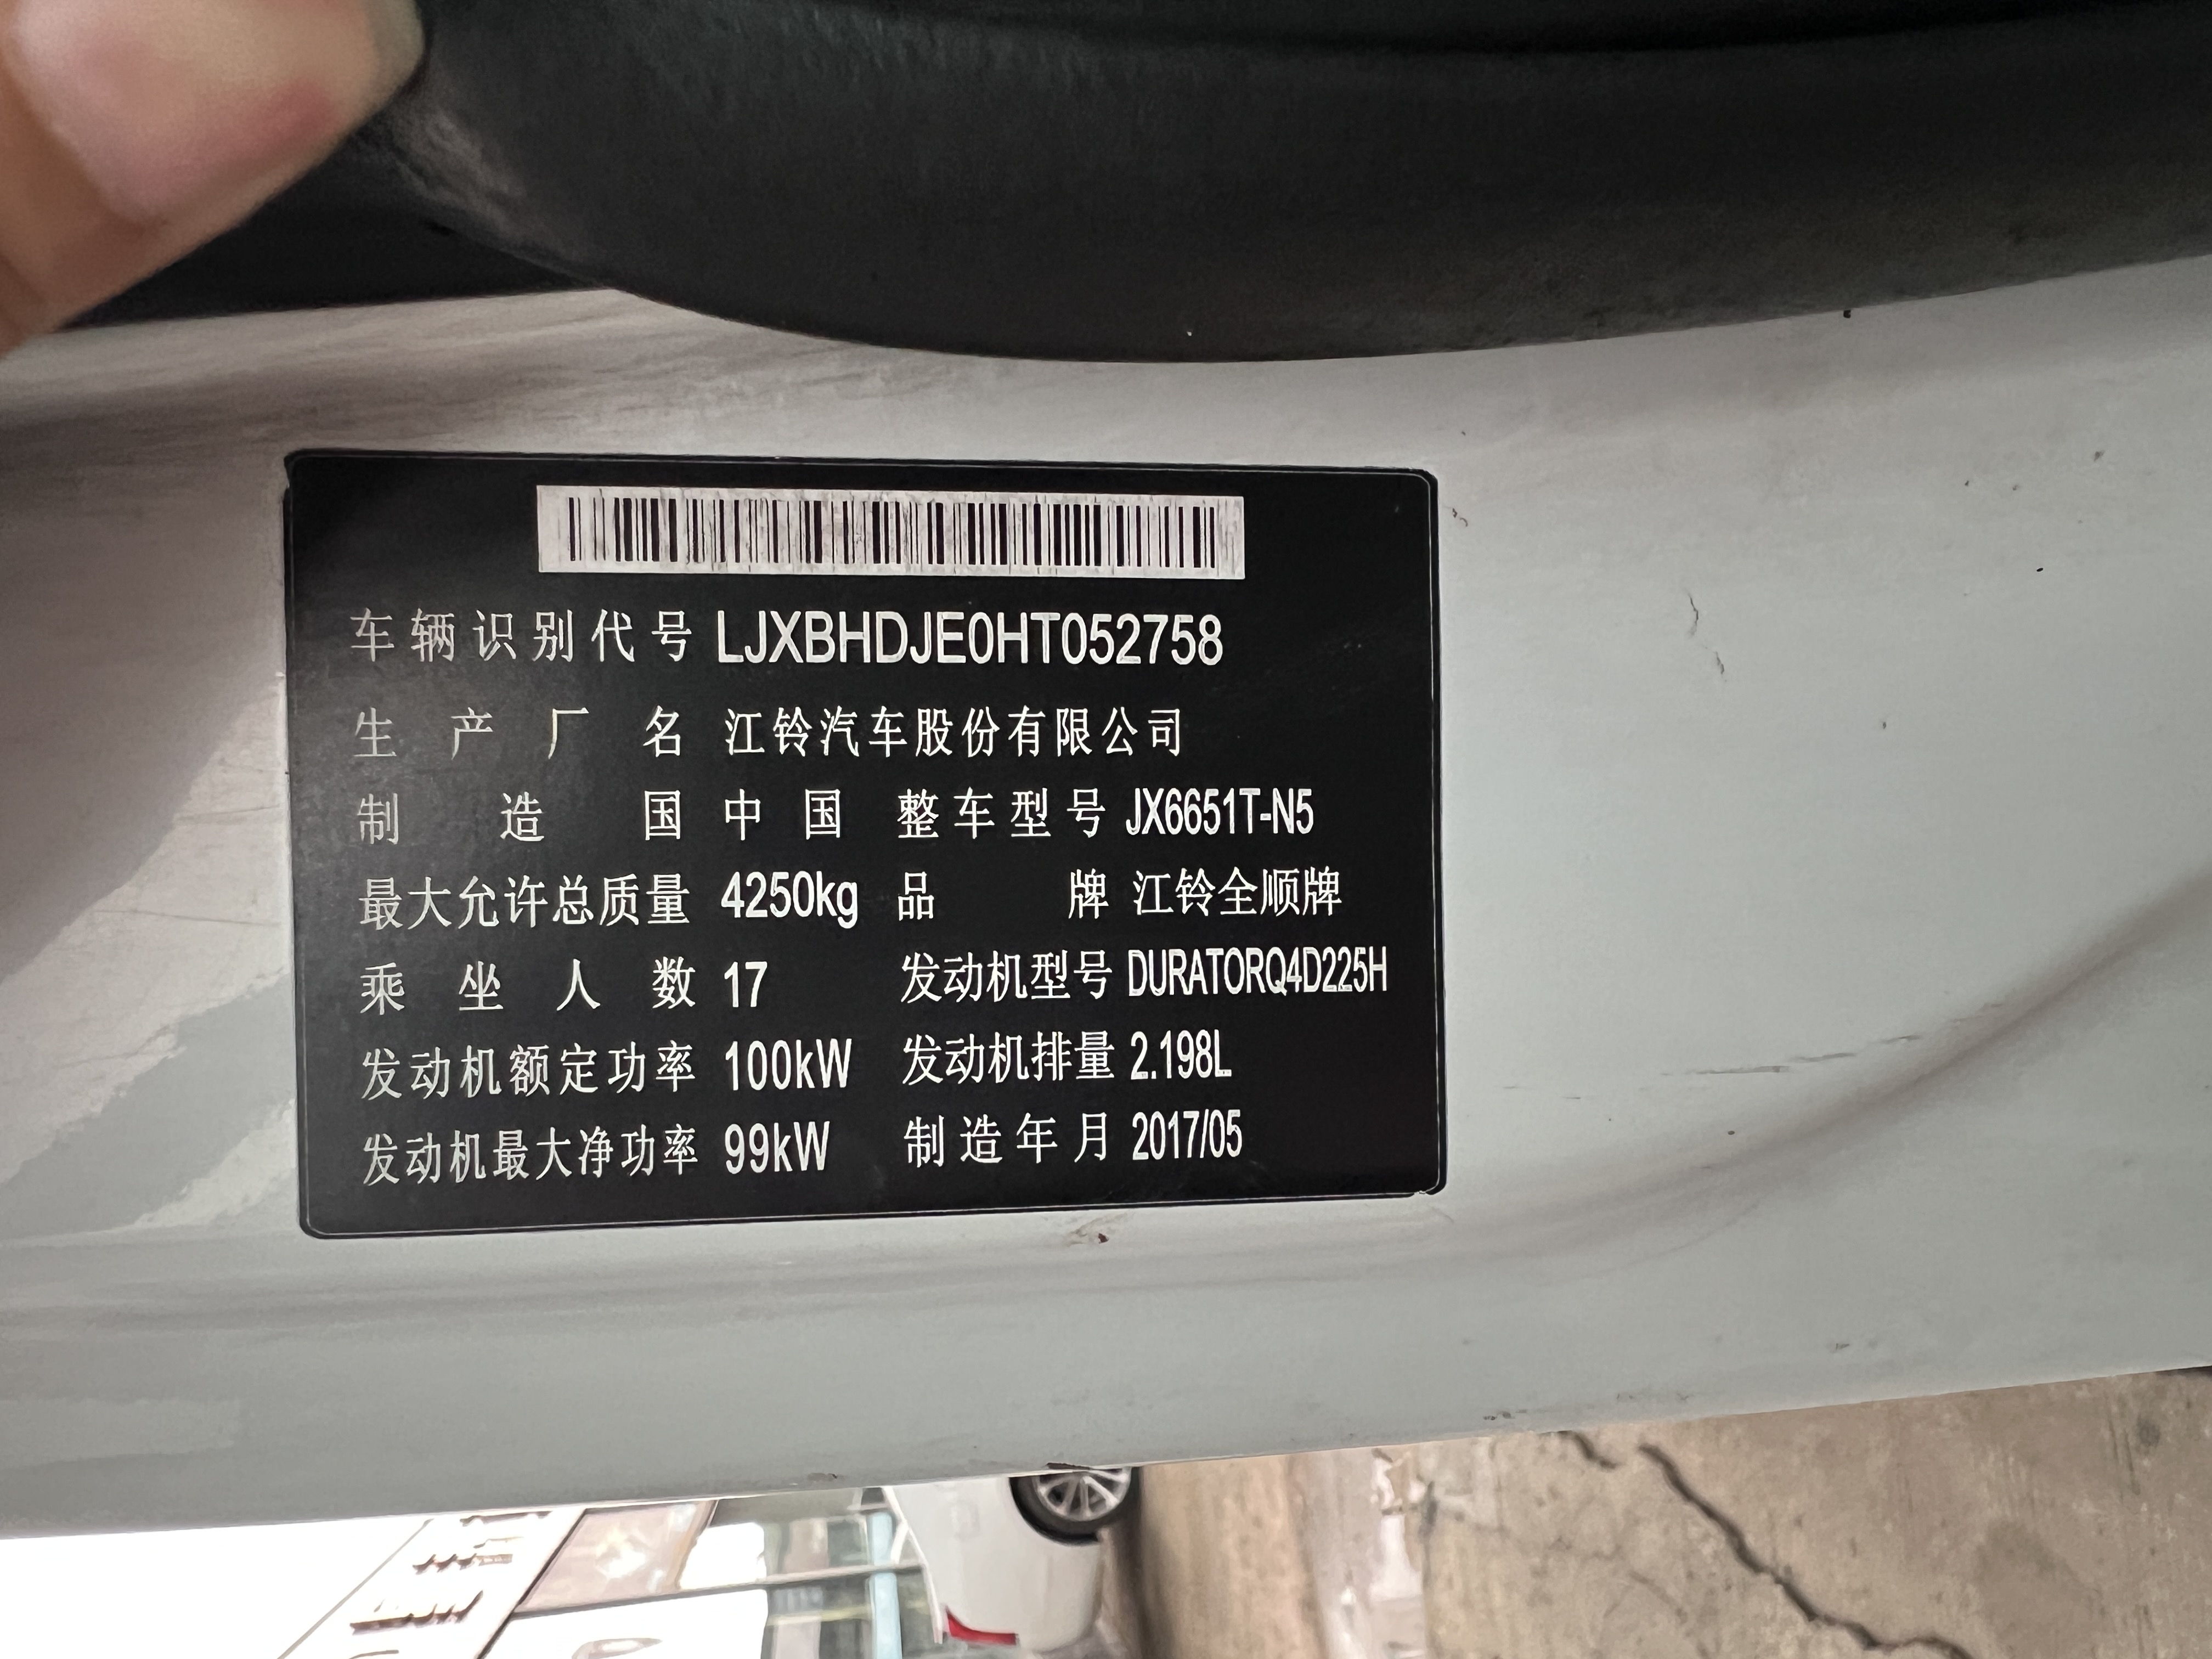 车辆识别代号 LJXBHDJE0HT052758
生产厂名 江铃汽车股份有限公司
制造国 中国 整车型号 JX6651T-N5
最大允许总质量 4250kg 品牌 江铃全顺牌
乘坐人数 17 发动机型号 DURATORQ4D225H
发动机额定功率 100kW 发动机排量 2.198L
发动机最大净功率 99kW 制造年月 2017/05